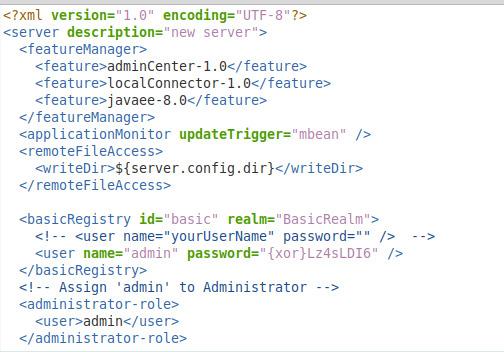 <?xml version="1.0" encoding="UTF-8"?>
<server description="new server">
<featureManager>
<feature>adminCenter-1.0</feature>
<feature>localConnector-1.0</feature>
<feature>javaee-8.0</feature>
</featureManager>
<applicationMonitor updateTrigger="mbean" />
<remoteFileAccess>
<writeDir>${server.config.dir}</writeDir>
</remoteFileAccess>
<basicRegistry id="basic" realm="BasicRealm">
<!-- <user name="yourUserName" password="" />  -->
<user name="admin" password="{xor}Lz4sLDI6" />
</basicRegistry>
<!-- Assign 'admin' to Administrator -->
<administrator-role>
<user>admin</user>
</administrator-role>